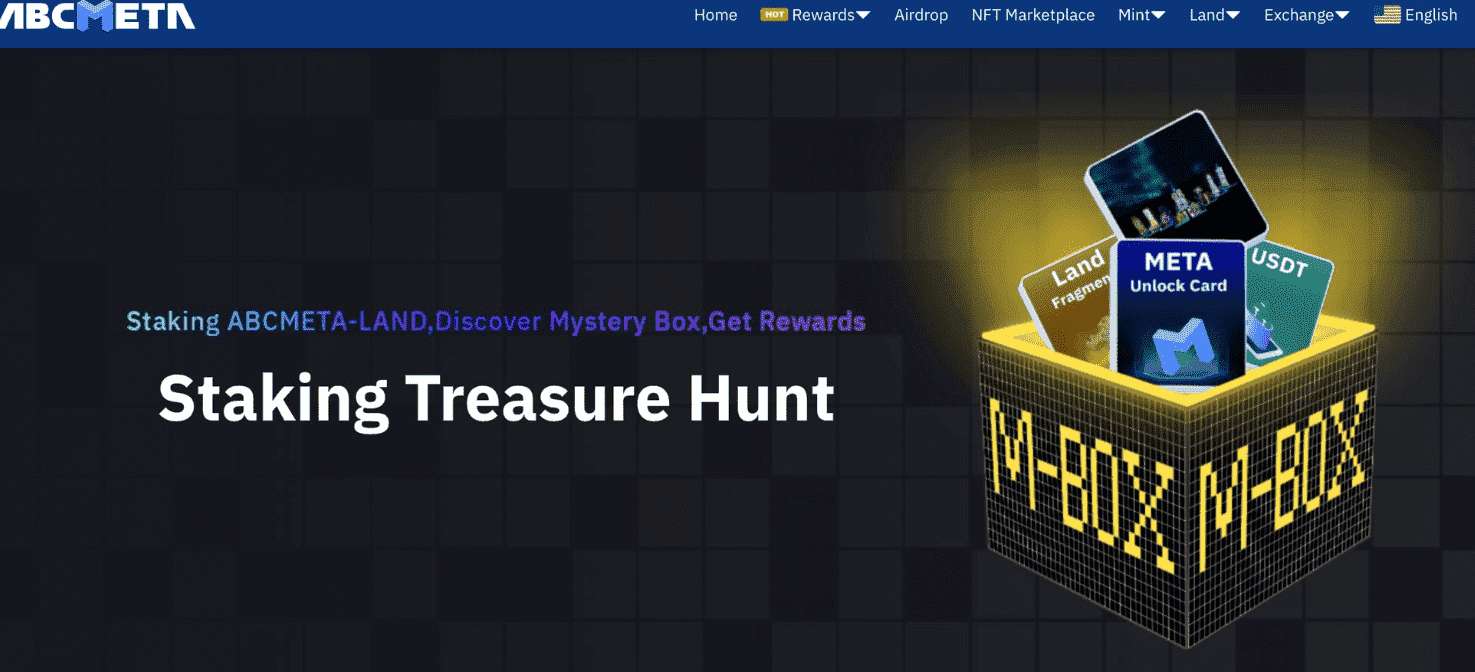 ABCMETA
Home HOT Rewards Airdrop NFT Marketplace Mint Land Exchange English
Staking ABCMETA-LAND,Discover Mystery Box,Get Rewards
Staking Treasure Hunt
Land
META
Unlock Card
USDT
M-BOX
M-BOX